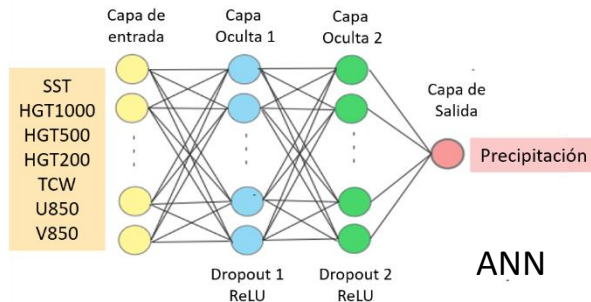 Capa de
entrada
Capa
Oculta 1
Capa
Oculta 2
Capa de
Salida
SST
HGT1000
HGT500
HGT200
TCW
U850
V850
Precipitación
Dropout 1
ReLU
Dropout 2
ReLU
ANN